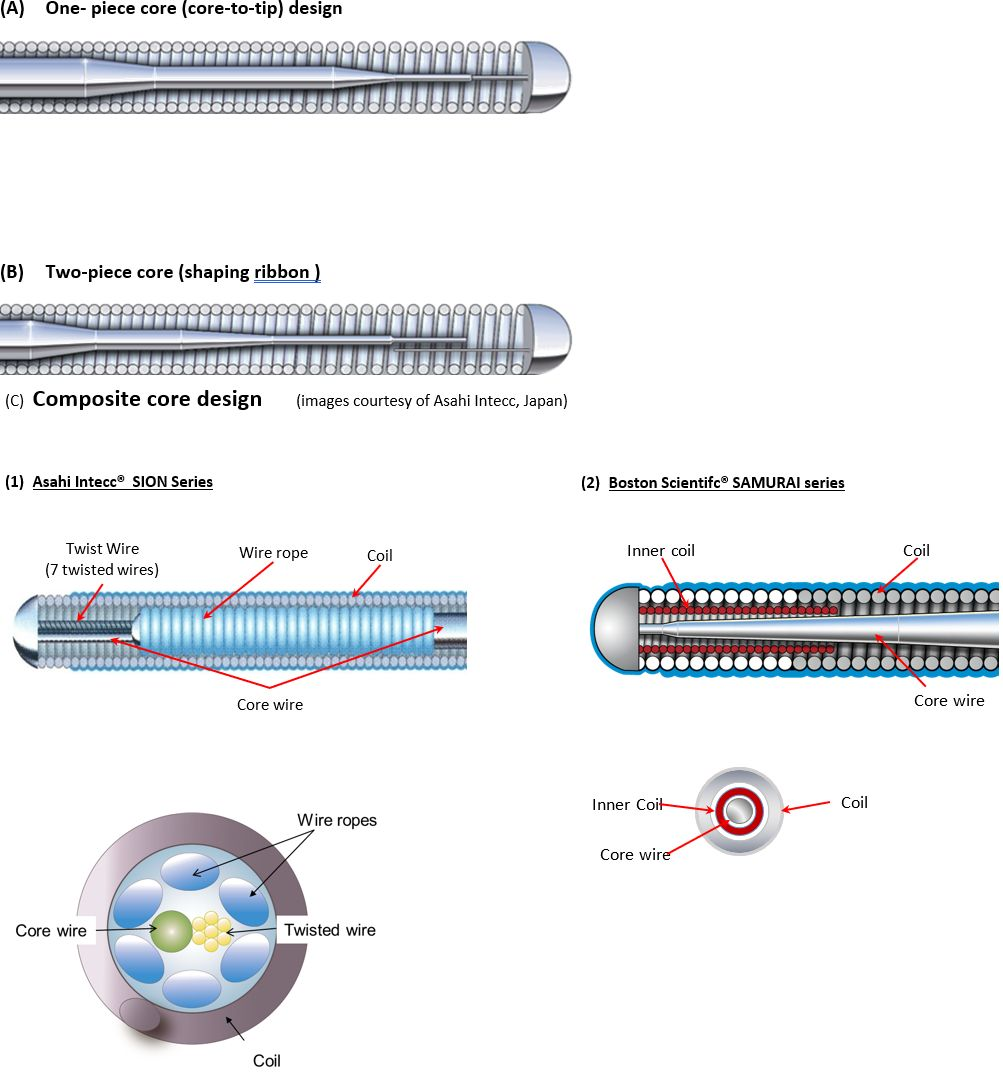 (A) One- piece core (core-to-tip) design
(B) Two-piece core (shaping ribbon )
(C) Composite core design (images courtesy of Asahi Intecc, Japan)
(1) Asahi Intecc® SION Series
(2) Boston Scientifc® SAMURAI series
Twist Wire
(7 twisted wires)
Wire rope
Coil
Core wire
Inner coil
Coil
Core wire
Wire ropes
Core wire
Twisted wire
Coil
Inner Coil
Coil
Core wire